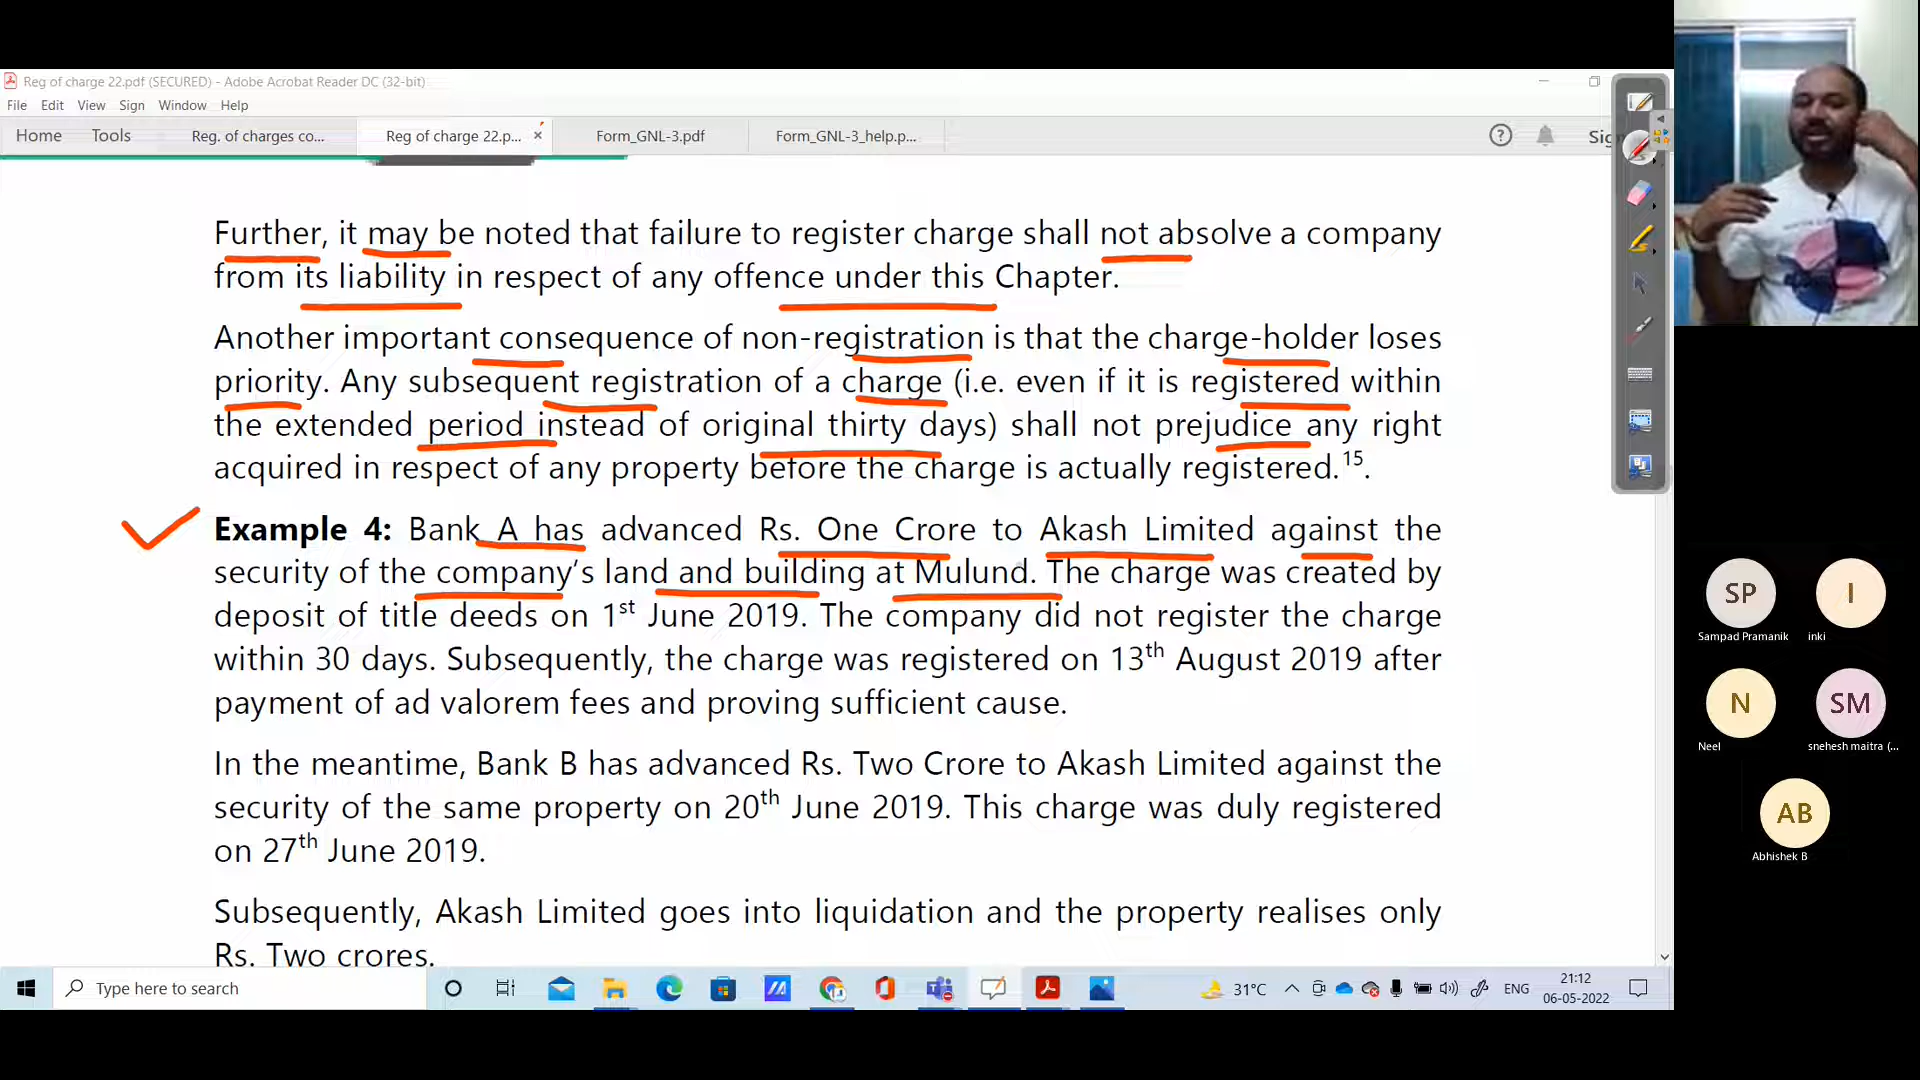 Reg of charge 22.pdf (SECURED) - Adobe Acrobat Reader DC (32-bit)
File Edit View Sign Window Help
Home Tools Reg. of charges co... Reg of charge 22.p... × Form_GNL-3.pdf Form_GNL-3_help.p... Sig
Further, it may be noted that failure to register charge shall not absolve a company
from its liability in respect of any offence under this Chapter.
Another important consequence of non-registration is that the charge-holder loses
priority. Any subsequent registration of a charge (i.e. even if it is registered within
the extended period instead of original thirty days) shall not prejudice any right
acquired in respect of any property before the charge is actually registered.15.
Example 4: Bank A has advanced Rs. One Crore to Akash Limited against the
security of the company's land and building at Mulund. The charge was created by
deposit of title deeds on 1st June 2019. The company did not register the charge
within 30 days. Subsequently, the charge was registered on 13th August 2019 after
payment of ad valorem fees and proving sufficient cause.
In the meantime, Bank B has advanced Rs. Two Crore to Akash Limited against the
security of the same property on 20th June 2019. This charge was duly registered
on 27th June 2019.
Subsequently, Akash Limited goes into liquidation and the property realises only
Rs. Two crores.
SP I
Sampad Pramanik inki
N SM
Neel snehesh maitra (...
AB
Abhishek B
Type here to search
31°C ENG 21:12
06-05-2022